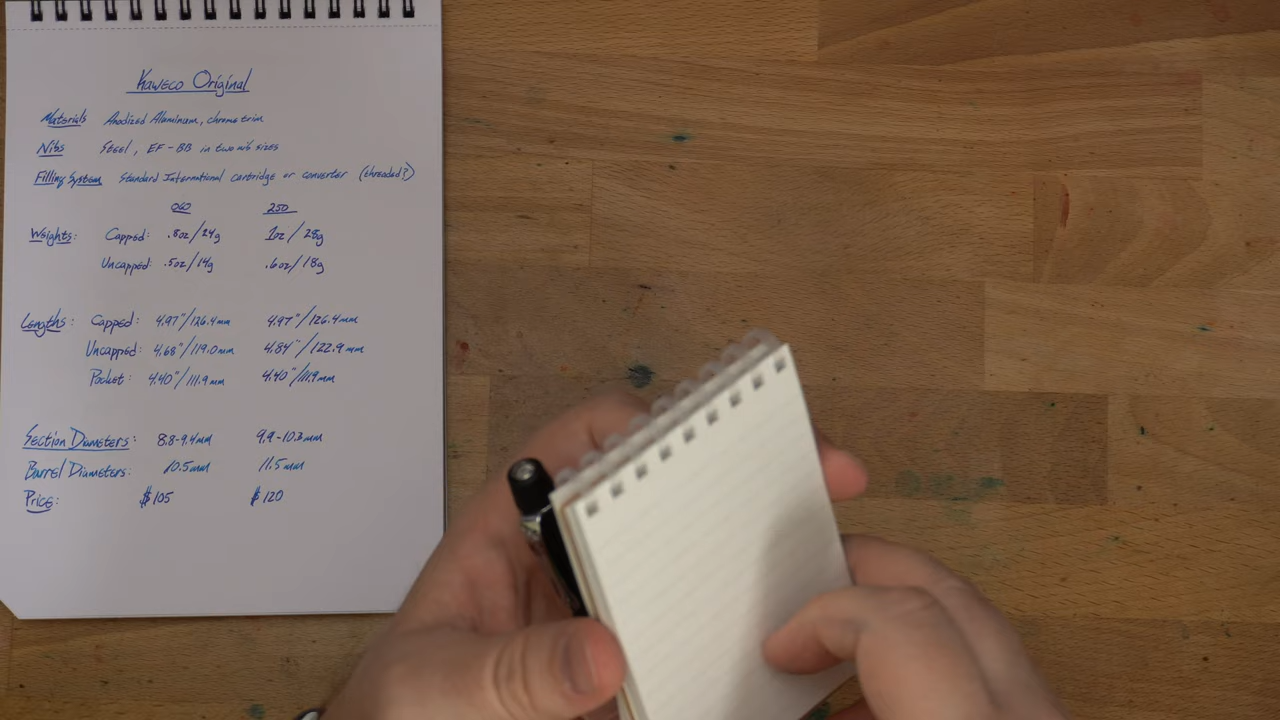 Kaweco Original
Materials Anodized Aluminum, chrome trim
Nibs Steel, EF-BB in two nib sizes
Filling System Standard International cartridge or converter (threaded?)
060 250
Weights: Capped: .8oz/24g 1oz/28g
Uncapped: .5oz/14g .6oz/18g
Lengths: Capped: 4.97"/126.4mm 4.97"/126.4mm
Uncapped: 4.68"/119.0mm 4.84"/122.9mm
Pocket: 4.40"/111.9mm 4.40"/111.9mm
Section Diameters: 8.8-9.4mm 9.9-10.3mm
Barrel Diameters: 10.5mm 11.5mm
Price: $105 $120